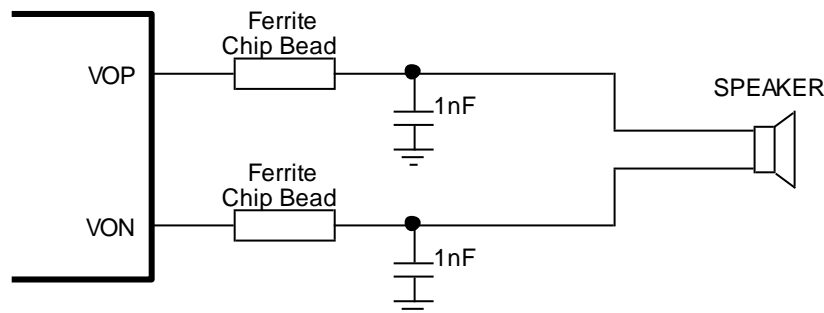 Ferrite
Chip Bead
VOP
SPEAKER
1nF
Ferrite
Chip Bead
VON
1nF